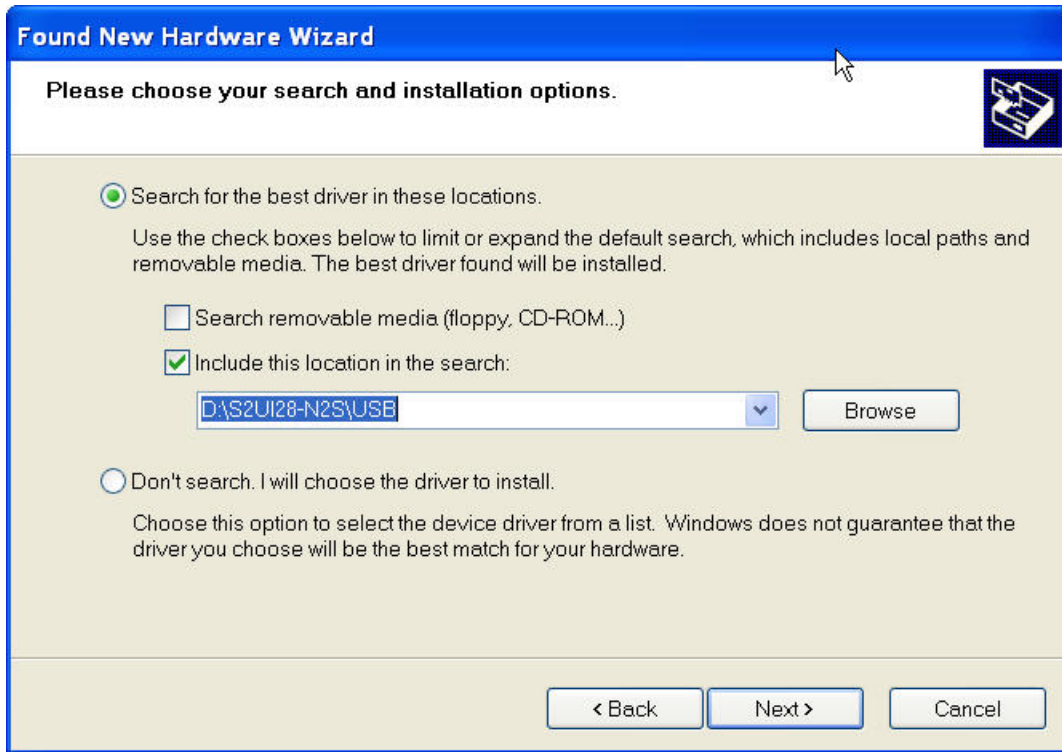 Found New Hardware Wizard
Please choose your search and installation options.
Search for the best driver in these locations.
Use the check boxes below to limit or expand the default search, which includes local paths and
removable media. The best driver found will be installed.
Search removable media (floppy, CD-ROM...)
Include this location in the search:
D:\S2UI28-N2S\USB
Browse
Don't search. I will choose the driver to install.
Choose this option to select the device driver from a list. Windows does not guarantee that the
driver you choose will be the best match for your hardware.
< Back Next > Cancel